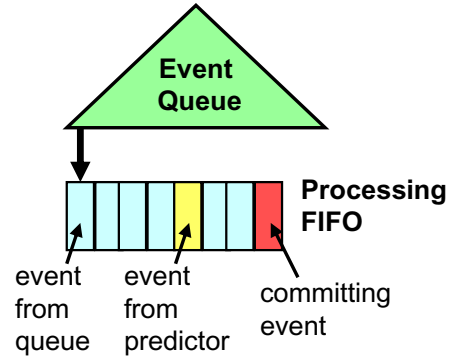 Event
Queue
Processing
FIFO
event
from
queue
event
from
predictor
committing
event